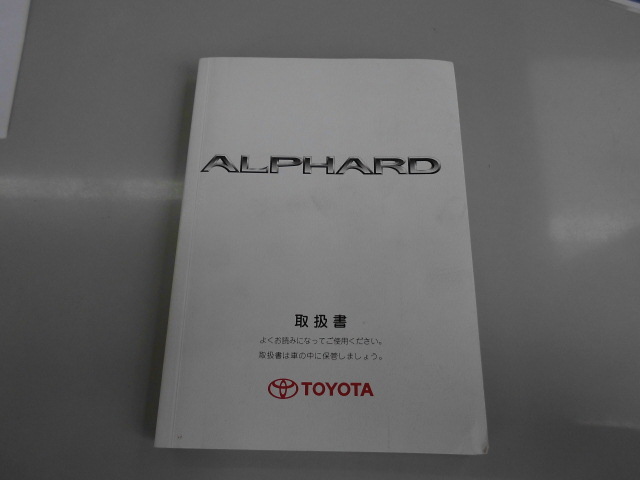 ALPHARD
取扱書
よくお読みになってご使用ください。
取扱書は車の中に保管しましょう。
TOYOTA